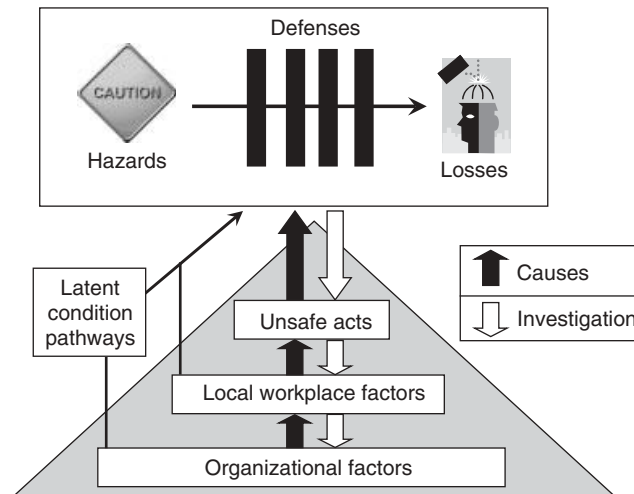 Defenses
CAUTION
Hazards
Losses
Latent
condition
pathways
Causes
Investigation
Unsafe acts
Local workplace factors
Organizational factors